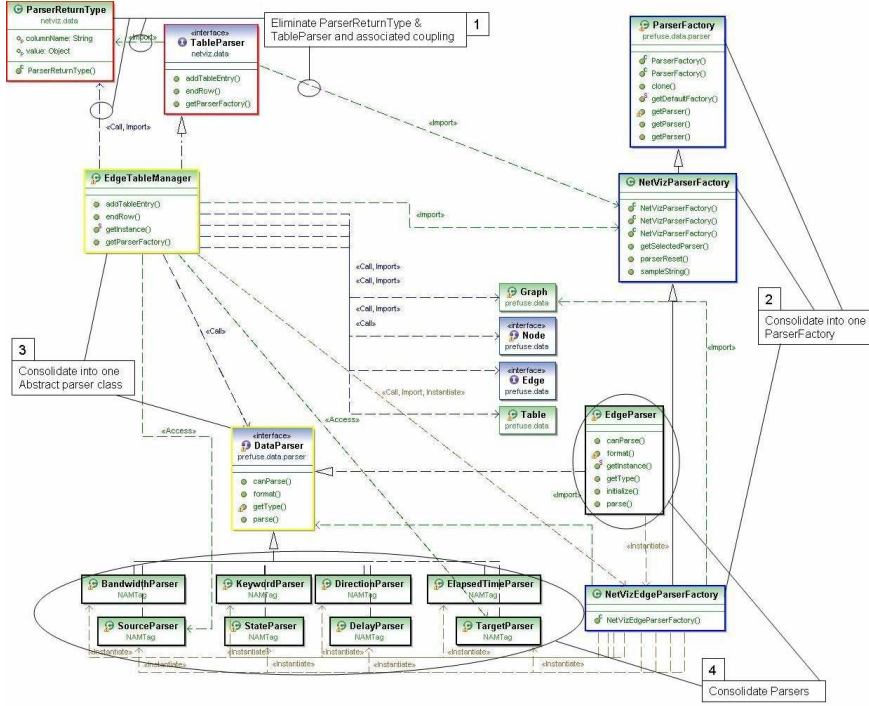 ParserReturnType
netviz.data
columnName: String
value: Object
ParserReturnType()
«interface»
TableParser
netviz.data
addTableEntry()
endRow()
getParserFactory()
Eliminate ParserReturnType &
TableParser and associated coupling
1
ParserFactory
prefuse.data.parser
ParserFactory()
ParserFactory()
clone()
getDefaultFactory()
getParser()
getParser()
getParser()
«Import»
«Call, Import»
«Import»
EdgeTableManager
addTableEntry()
endRow()
getInstance()
getParserFactory()
NetVizParserFactory
NetVizParserFactory()
NetVizParserFactory()
NetVizParserFactory()
getSelectedParser()
parserReset()
sampleString()
«Import»
«Call, Import»
«Call, Import»
«Call, Import»
«Call»
«Call»
Graph
prefuse.data
«interface»
Node
prefuse.data
«interface»
Edge
prefuse.data
Table
prefuse.data
2
Consolidate into one
ParserFactory
«Import»
3
Consolidate into one
Abstract parser class
«Call, Import, Instantiate»
«Access»
«Access»
«interface»
DataParser
prefuse.data.parser
canParse()
format()
getType()
parse()
EdgeParser
canParse()
format()
getInstance()
getType()
initialize()
parse()
«Import»
«Instantiate»
BandwidthParser
NAMTag
KeywordParser
NAMTag
DirectionParser
NAMTag
ElapsedTimeParser
NAMTag
SourceParser
NAMTag
StateParser
NAMTag
DelayParser
NAMTag
TargetParser
NAMTag
NetVizEdgeParserFactory
NetVizEdgeParserFactory()
«Instantiate»
«Instantiate»
«Instantiate»
«Instantiate»
4
Consolidate Parsers